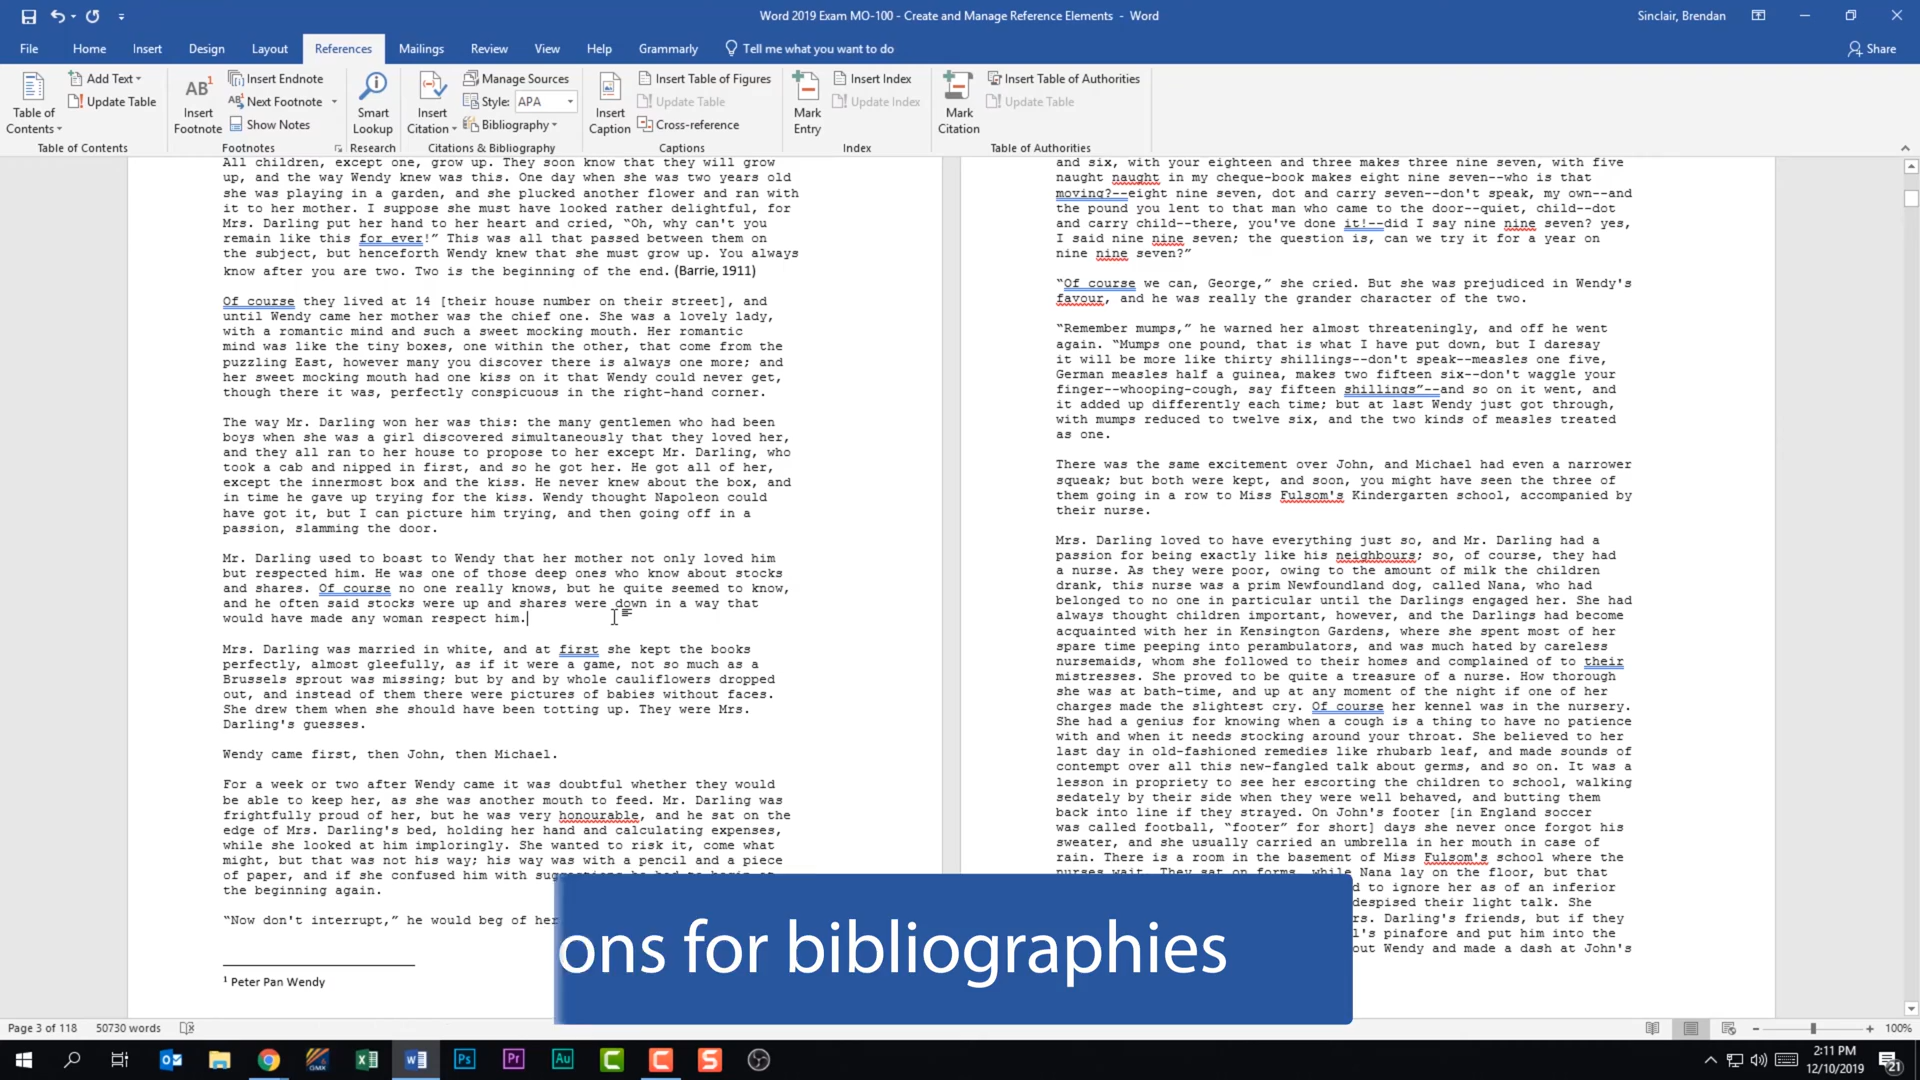 Word 2019 Exam MO-100 - Create and Manage Reference Elements - Word
Sinclair, Brendan
File Home Insert Design Layout References Mailings Review View Help Grammarly Tell me what you want to do
Share
Table of Contents
Add Text
Update Table
Table of Contents
AB¹ Insert Footnote
Insert Endnote
Next Footnote
Show Notes
Footnotes
Smart Lookup
Research
Insert Citation
Manage Sources
Style: APA
Bibliography
Citations & Bibliography
Insert Caption
Insert Table of Figures
Update Table
Cross-reference
Captions
Mark Entry
Insert Index
Update Index
Index
Mark Citation
Insert Table of Authorities
Update Table
Table of Authorities
All children, except one, grow up. They soon know that they will grow
up, and the way Wendy knew was this. One day when she was two years old
she was playing in a garden, and she plucked another flower and ran with
it to her mother. I suppose she must have looked rather delightful, for
Mrs. Darling put her hand to her heart and cried, “Oh, why can't you
remain like this for ever!” This was all that passed between them on
the subject, but henceforth Wendy knew that she must grow up. You always
know after you are two. Two is the beginning of the end. (Barrie, 1911)
Of course they lived at 14 [their house number on their street], and
until Wendy came her mother was the chief one. She was a lovely lady,
with a romantic mind and such a sweet mocking mouth. Her romantic
mind was like the tiny boxes, one within the other, that come from the
puzzling East, however many you discover there is always one more; and
her sweet mocking mouth had one kiss on it that Wendy could never get,
though there it was, perfectly conspicuous in the right-hand corner.
The way Mr. Darling won her was this: the many gentlemen who had been
boys when she was a girl discovered simultaneously that they loved her,
and they all ran to her house to propose to her except Mr. Darling, who
took a cab and nipped in first, and so he got her. He got all of her,
except the innermost box and the kiss. He never knew about the box, and
in time he gave up trying for the kiss. Wendy thought Napoleon could
have got it, but I can picture him trying, and then going off in a
passion, slamming the door.
Mr. Darling used to boast to Wendy that her mother not only loved him
but respected him. He was one of those deep ones who know about stocks
and shares. Of course no one really knows, but he quite seemed to know,
and he often said stocks were up and shares were down in a way that
would have made any woman respect him.
Mrs. Darling was married in white, and at first she kept the books
perfectly, almost gleefully, as if it were a game, not so much as a
Brussels sprout was missing; but by and by whole cauliflowers dropped
out, and instead of them there were pictures of babies without faces.
She drew them when she should have been totting up. They were Mrs.
Darling's guesses.
Wendy came first, then John, then Michael.
For a week or two after Wendy came it was doubtful whether they would
be able to keep her, as she was another mouth to feed. Mr. Darling was
frightfully proud of her, but he was very honourable, and he sat on the
edge of Mrs. Darling's bed, holding her hand and calculating expenses,
while she looked at him imploringly. She wanted to risk it, come what
might, but that was not his way; his way was with a pencil and a piece
of paper, and if she confused him with
the beginning again.
“Now don't interrupt,” he would beg of her
¹ Peter Pan Wendy
and six, with your eighteen and three makes three nine seven, with five
naught naught in my cheque-book makes eight nine seven--who is that
moving?--eight nine seven, dot and carry seven--don't speak, my own--and
the pound you lent to that man who came to the door--quiet, child--dot
and carry child--there, you've done it!--did I say nine nine seven? yes,
I said nine nine seven; the question is, can we try it for a year on
nine nine seven?”
“Of course we can, George,” she cried. But she was prejudiced in Wendy's
favour, and he was really the grander character of the two.
“Remember mumps,” he warned her almost threateningly, and off he went
again. “Mumps one pound, that is what I have put down, but I daresay
it will be more like thirty shillings--don't speak--measles one five,
German measles half a guinea, makes two fifteen six--don't waggle your
finger--whooping-cough, say fifteen shillings”--and so on it went, and
it added up differently each time; but at last Wendy just got through,
with mumps reduced to twelve six, and the two kinds of measles treated
as one.
There was the same excitement over John, and Michael had even a narrower
squeak; but both were kept, and soon, you might have seen the three of
them going in a row to Miss Fulsom's Kindergarten school, accompanied by
their nurse.
Mrs. Darling loved to have everything just so, and Mr. Darling had a
passion for being exactly like his neighbours; so, of course, they had
a nurse. As they were poor, owing to the amount of milk the children
drank, this nurse was a prim Newfoundland dog, called Nana, who had
belonged to no one in particular until the Darlings engaged her. She had
always thought children important, however, and the Darlings had become
acquainted with her in Kensington Gardens, where she spent most of her
spare time peeping into perambulators, and was much hated by careless
nursemaids, whom she followed to their homes and complained of to their
mistresses. She proved to be quite a treasure of a nurse. How thorough
she was at bath-time, and up at any moment of the night if one of her
charges made the slightest cry. Of course her kennel was in the nursery.
She had a genius for knowing when a cough is a thing to have no patience
with and when it needs stocking around your throat. She believed to her
last day in old-fashioned remedies like rhubarb leaf, and made sounds of
contempt over all this new-fangled talk about germs, and so on. It was a
lesson in propriety to see her escorting the children to school, walking
sedately by their side when they were well behaved, and butting them
back into line if they strayed. On John's footer [in England soccer
was called football, “footer” for short] days she never once forgot his
sweater, and she usually carried an umbrella in her mouth in case of
rain. There is a room in the basement of Miss Fulsom's school where the
nurses wait. They sat on forms, while Nana lay on the floor, but that
d to ignore her as of an inferior
despised their light talk. She
rs. Darling's friends, but if they
l's pinafore and put him into the
out Wendy and made a dash at John's
ons for bibliographies
Page 3 of 118 50730 words
100%
2:11 PM
12/10/2019
21